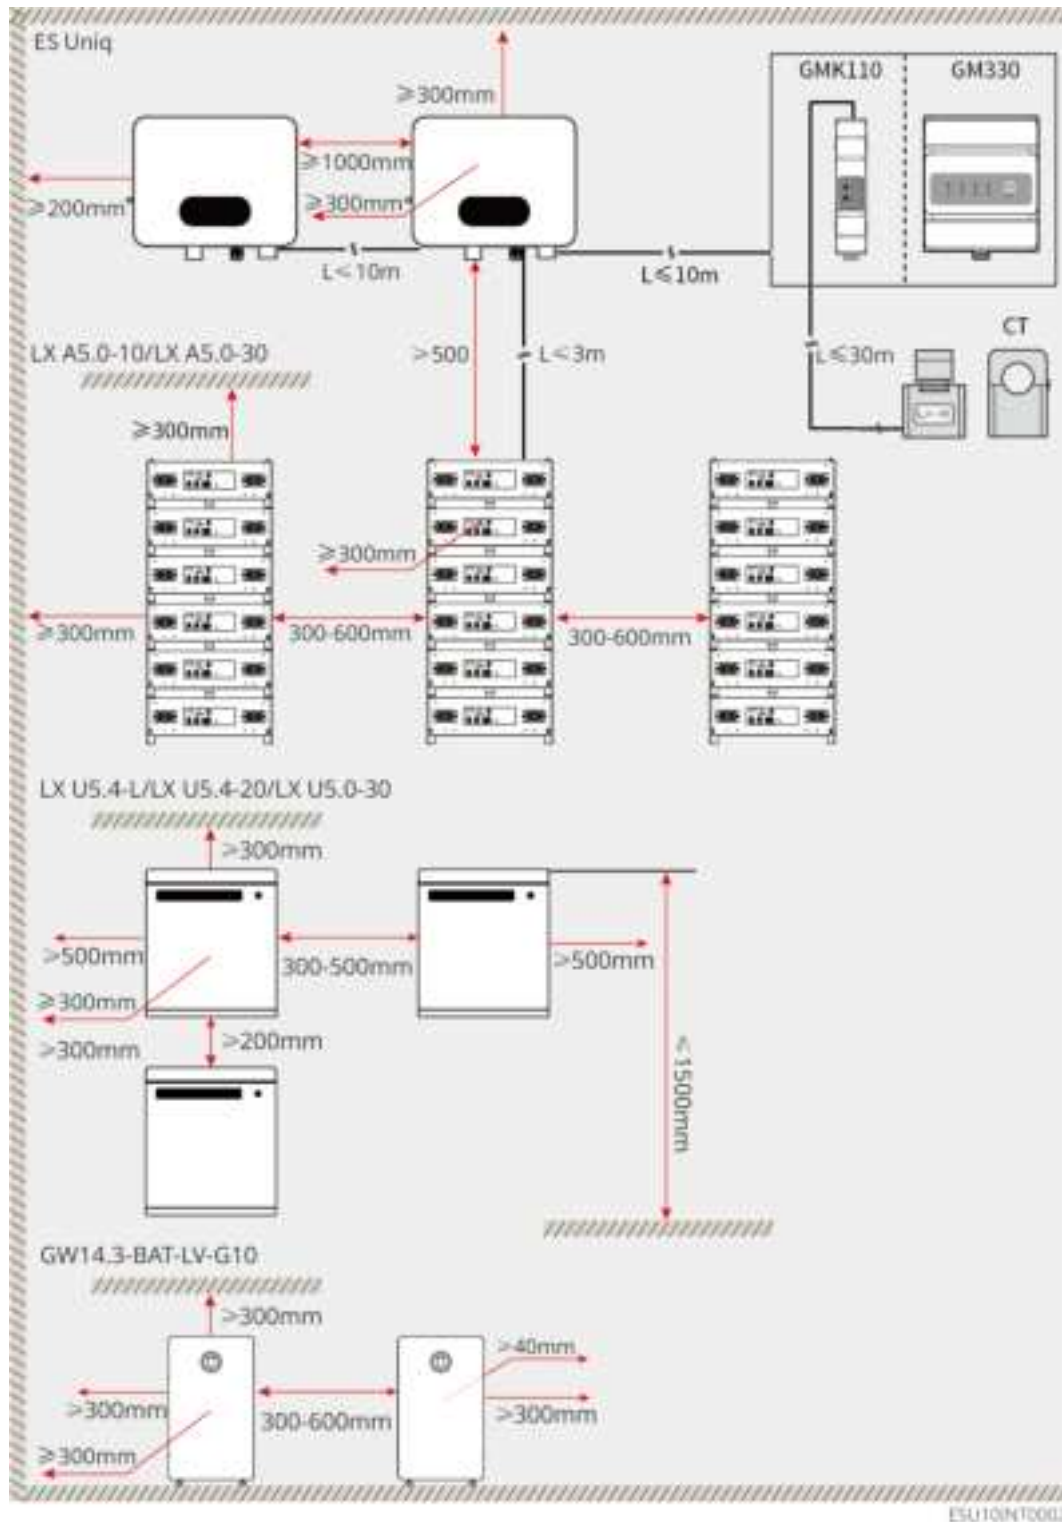 ES Uniq
GMK110
GM330
≥300mm
≥1000mm
≥200mm
≥300mm
L≤10m
L≤10m
CT
LX A5.0-10/LX A5.0-30
>500
L≤3m
L≤30m
≥300mm
≥300mm
≥300mm
300-600mm
300-600mm
LX U5.4-L/LX U5.4-20/LX U5.0-30
≥300mm
≥500mm
300-500mm
≥500mm
≥300mm
≥200mm
≥300mm
≤1500mm
GW14.3-BAT-LV-G10
≥300mm
≥40mm
≥300mm
300-600mm
≥300mm
≥300mm